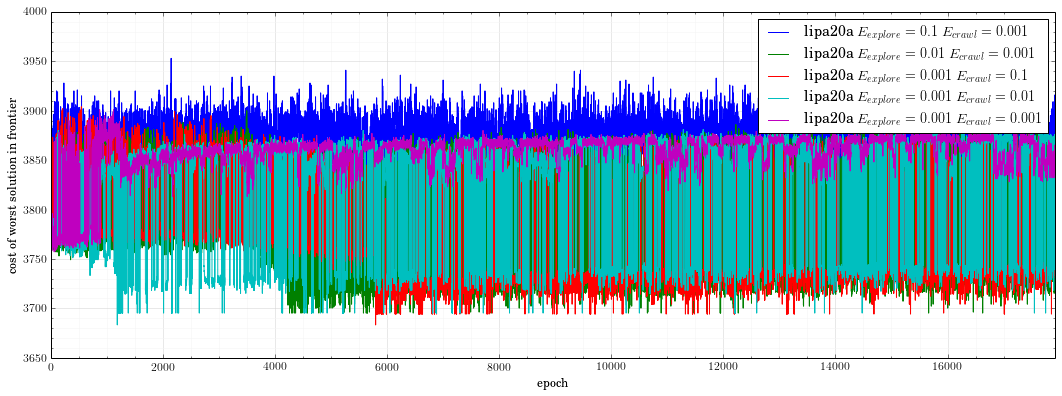 4000
3950
3900
3850
3800
3750
3700
3650
cost of worst solution in frontier
lipa20a E_explore = 0.1 E_crawl = 0.001
lipa20a E_explore = 0.01 E_crawl = 0.001
lipa20a E_explore = 0.001 E_crawl = 0.1
lipa20a E_explore = 0.001 E_crawl = 0.01
lipa20a E_explore = 0.001 E_crawl = 0.001
0 2000 4000 6000 8000 10000 12000 14000 16000
epoch